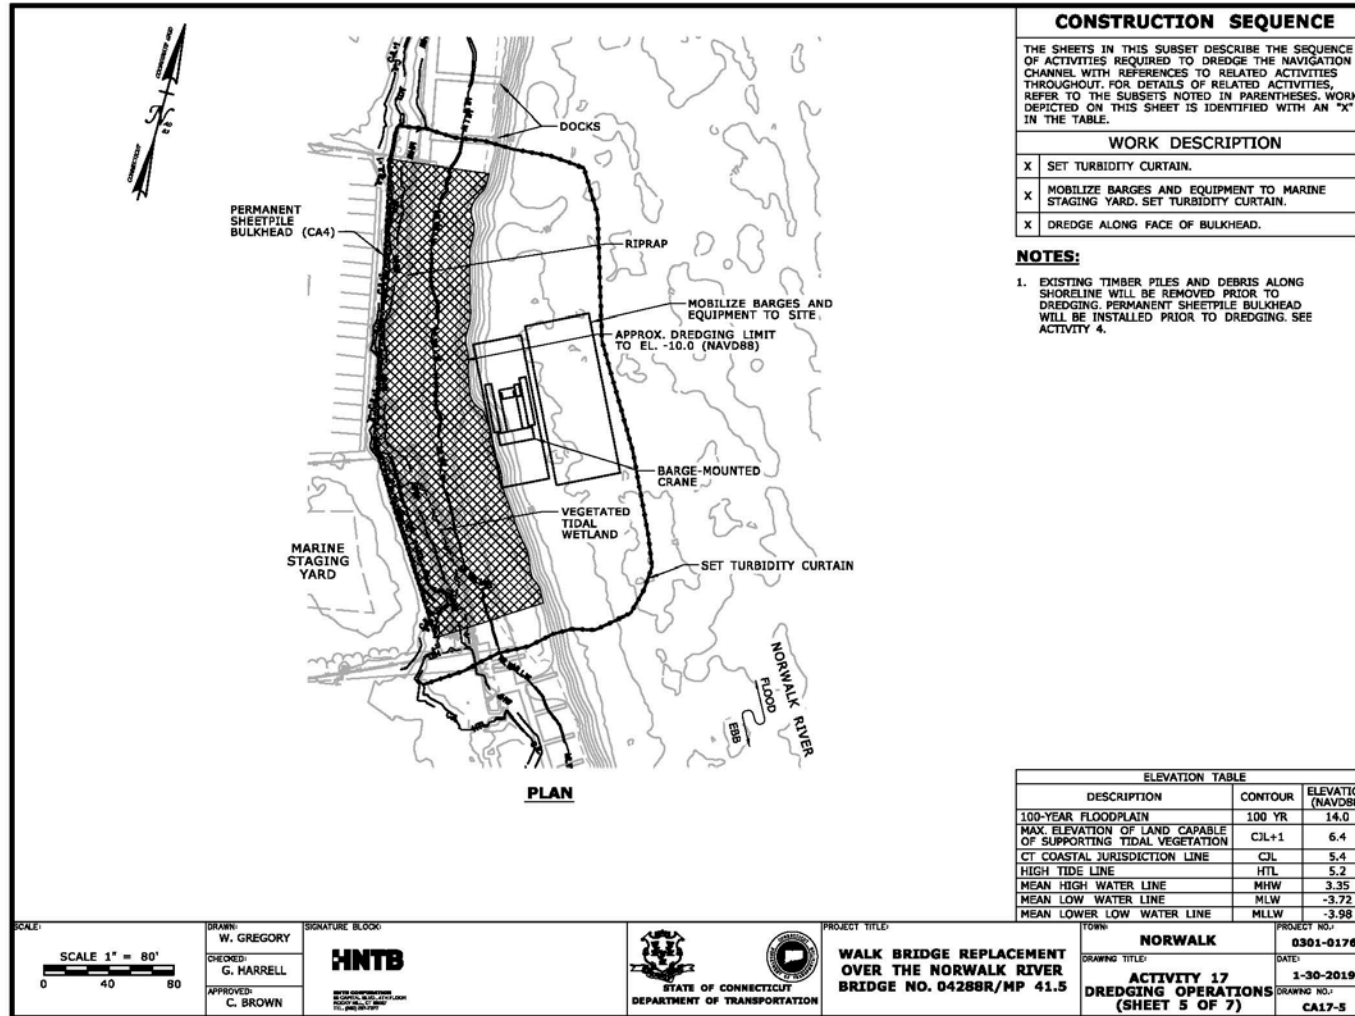 CONSTRUCTION SEQUENCE
THE SHEETS IN THIS SUBSET DESCRIBE THE SEQUENCE
OF ACTIVITIES REQUIRED TO DREDGE THE NAVIGATION
CHANNEL WITH REFERENCES TO RELATED ACTIVITIES
THROUGHOUT. FOR DETAILS OF RELATED ACTIVITIES,
REFER TO THE SUBSETS NOTED IN PARENTHESES. WORK
DEPICTED ON THIS SHEET IS IDENTIFIED WITH AN "X"
IN THE TABLE.
WORK DESCRIPTION
X SET TURBIDITY CURTAIN.
X MOBILIZE BARGES AND EQUIPMENT TO MARINE
STAGING YARD. SET TURBIDITY CURTAIN.
X DREDGE ALONG FACE OF BULKHEAD.
NOTES:
1. EXISTING TIMBER PILES AND DEBRIS ALONG
SHORELINE WILL BE REMOVED PRIOR TO
DREDGING. PERMANENT SHEETPILE BULKHEAD
WILL BE INSTALLED PRIOR TO DREDGING. SEE
ACTIVITY 4.
N
DOCKS
PERMANENT
SHEETPILE
BULKHEAD (CA4)
RIPRAP
MOBILIZE BARGES AND
EQUIPMENT TO SITE
APPROX. DREDGING LIMIT
TO EL. -10.0 (NAVD88)
BARGE-MOUNTED
CRANE
VEGETATED
TIDAL
WETLAND
MARINE
STAGING
YARD
SET TURBIDITY CURTAIN
NORWALK RIVER
FLOOD
EBB
PLAN
ELEVATION TABLE
DESCRIPTION CONTOUR ELEVATIO (NAVD88
100-YEAR FLOODPLAIN 100 YR 14.0
MAX. ELEVATION OF LAND CAPABLE
OF SUPPORTING TIDAL VEGETATION CJL+1 6.4
CT COASTAL JURISDICTION LINE CJL 5.4
HIGH TIDE LINE HTL 5.2
MEAN HIGH WATER LINE MHW 3.35
MEAN LOW WATER LINE MLW -3.72
MEAN LOWER LOW WATER LINE MLLW -3.98
SCALE:
SCALE 1" = 80'
0 40 80
DRAWN:
W. GREGORY
CHECKED:
G. HARRELL
APPROVED:
C. BROWN
SIGNATURE BLOCK:
HNTB
HNTB CORPORATION
STATE OF CONNECTICUT
DEPARTMENT OF TRANSPORTATION
PROJECT TITLE:
WALK BRIDGE REPLACEMENT
OVER THE NORWALK RIVER
BRIDGE NO. 04288R/MP 41.5
TOWN:
NORWALK
DRAWING TITLE:
ACTIVITY 17
DREDGING OPERATIONS
(SHEET 5 OF 7)
PROJECT NO.:
0301-0176
DATE:
1-30-2019
DRAWING NO.:
CA17-5